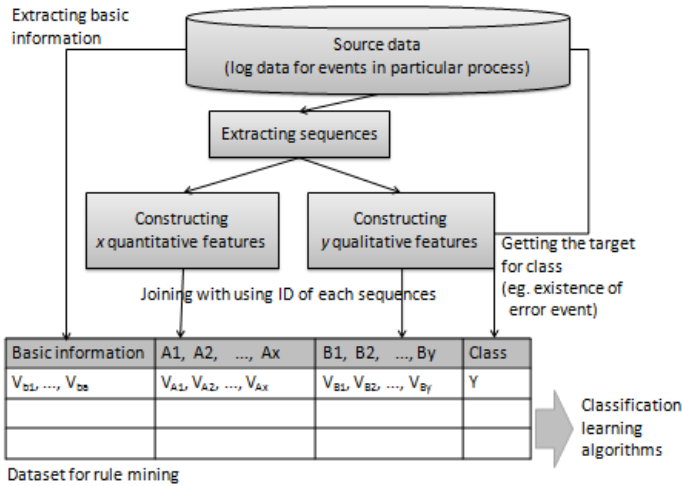 Extracting basic
information
Source data
(log data for events in particular process)
Extracting sequences
Constructing
x quantitative features
Constructing
y qualitative features
Getting the target
for class
(eg. existence of
error event)
Joining with using ID of each sequences
Basic information A1, A2, ..., Ax B1, B2, ..., By Class
Vb1, ..., Vba VA1, VA2, ..., VAx VB1, VB2, ..., VBy Y
Classification
learning
algorithms
Dataset for rule mining